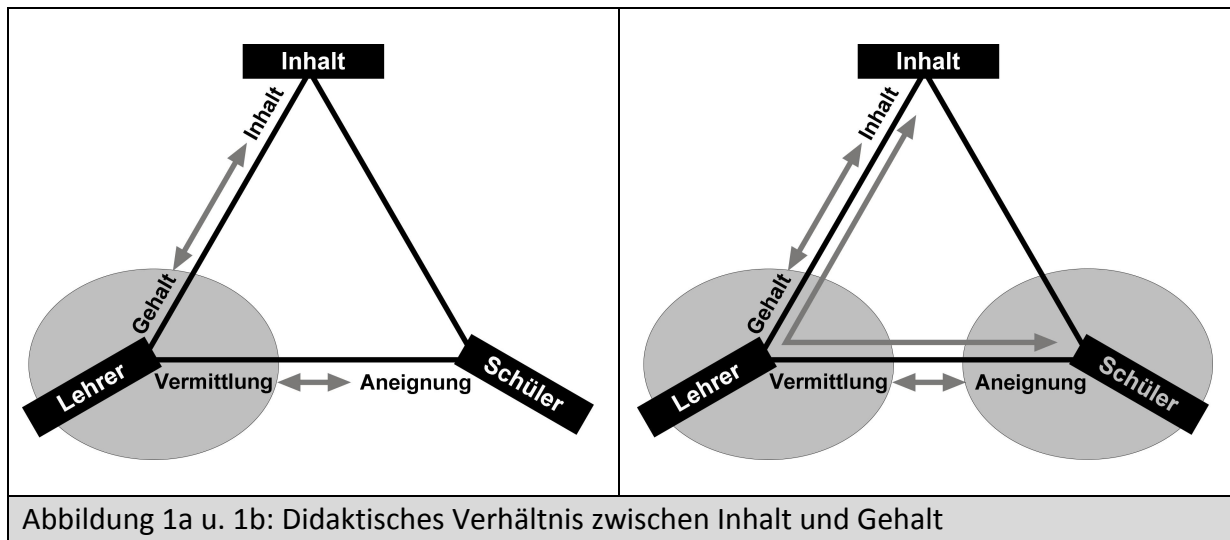 Inhalt
Inhalt
Gehalt
Lehrer
Vermittlung
Aneignung
Schüler
Inhalt
Inhalt
Gehalt
Lehrer
Vermittlung
Aneignung
Schüler
Abbildung 1a u. 1b: Didaktisches Verhältnis zwischen Inhalt und Gehalt